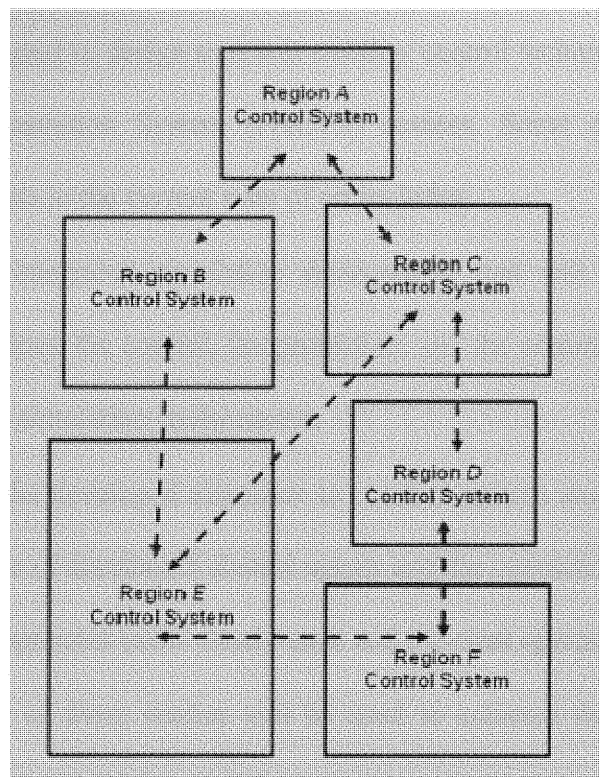 Region A
Control System
Region B
Control System
Region C
Control System
Region D
Control System
Region E
Control System
Region F
Control System